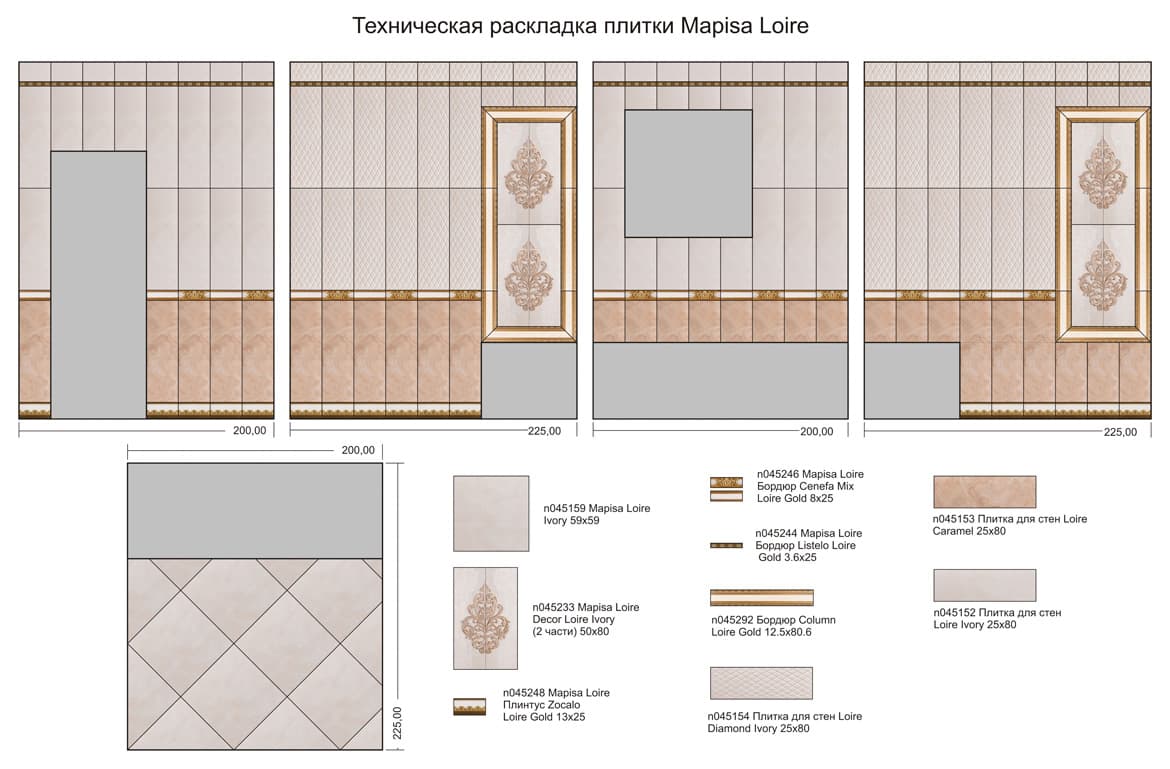 Техническая раскладка плитки Mapisa Loire
200,00
225,00
200,00
225,00
200,00
225,00
n045159 Mapisa Loire
Ivory 59x59
n045233 Mapisa Loire
Decor Loire Ivory
(2 части) 50x80
n045248 Mapisa Loire
Плинтус Zocalo
Loire Gold 13x25
n045246 Mapisa Loire
Бордюр Cenefa Mix
Loire Gold 8x25
n045244 Mapisa Loire
Бордюр Listelo Loire
Gold 3.6x25
n045292 Бордюр Column
Loire Gold 12.5x80.6
n045154 Плитка для стен Loire
Diamond Ivory 25x80
n045153 Плитка для стен Loire
Caramel 25x80
n045152 Плитка для стен
Loire Ivory 25x80